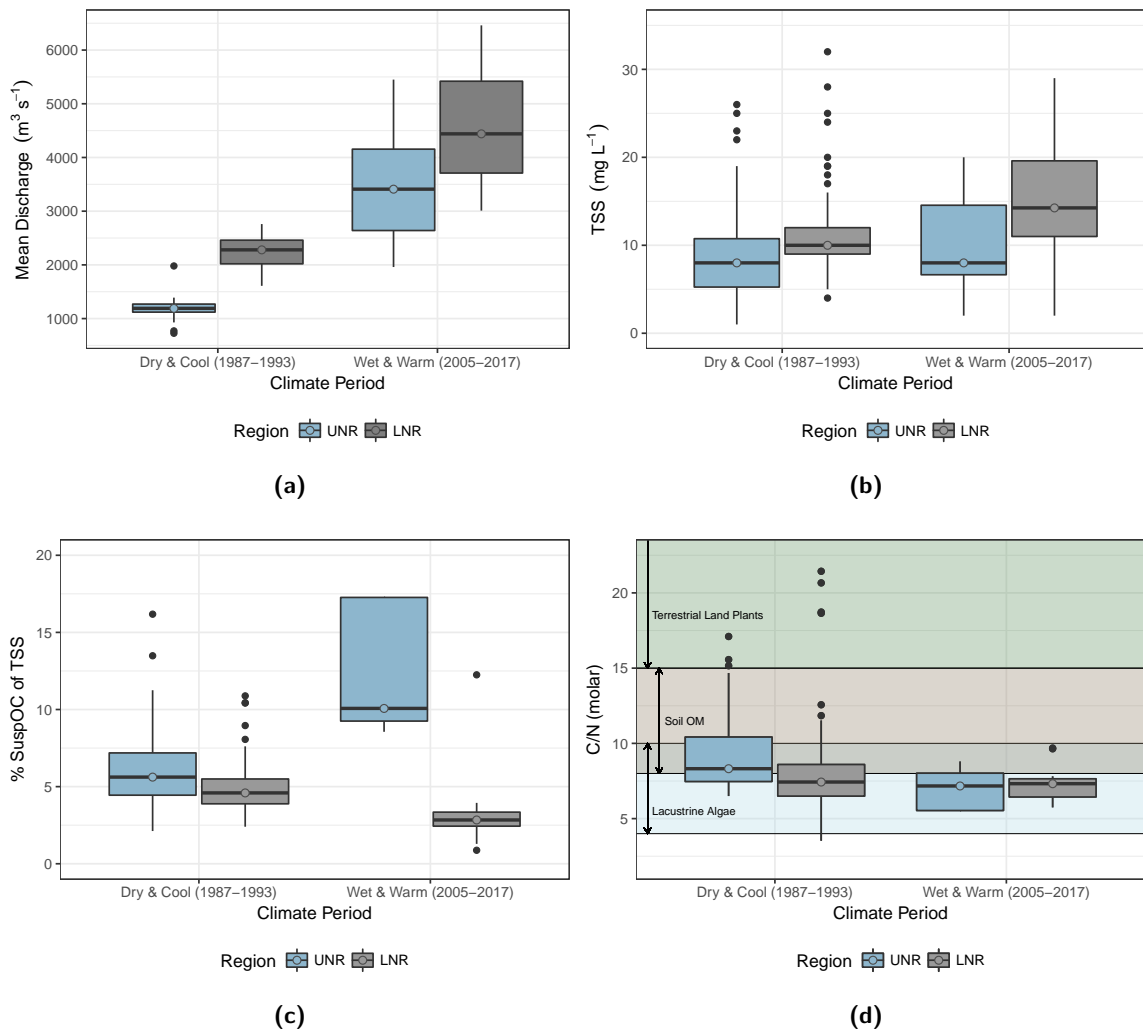 6000
5000
4000
3000
2000
1000
Mean Discharge (m³ s⁻¹)
Dry & Cool (1987−1993)
Wet & Warm (2005−2017)
Climate Period
Region UNR LNR
(a)
30
20
10
0
TSS (mg L⁻¹)
Dry & Cool (1987−1993)
Wet & Warm (2005−2017)
Climate Period
Region UNR LNR
(b)
20
15
10
5
0
% SuspOC of TSS
Dry & Cool (1987−1993)
Wet & Warm (2005−2017)
Climate Period
Region UNR LNR
(c)
15
10
5
C/N (molar)
Terrestrial Land Plants
Soil OM
Lacustrine Algae
Dry & Cool (1987−1993)
Wet & Warm (2005−2017)
Climate Period
Region UNR LNR
(d)